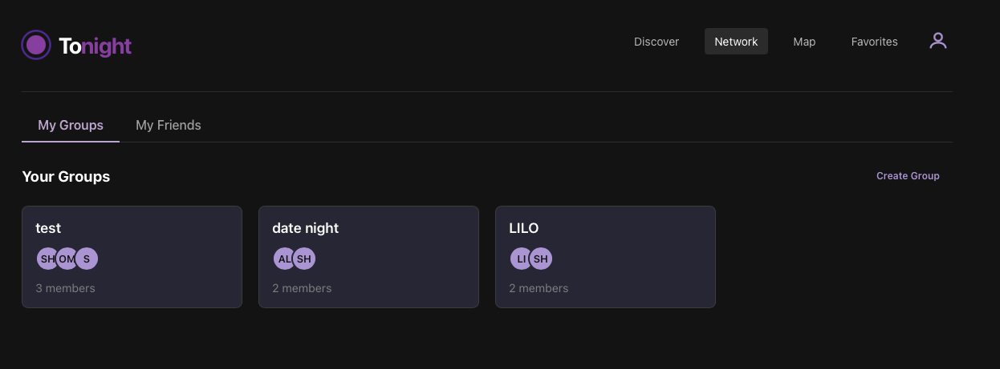 Tonight
Discover Network Map Favorites
My Groups My Friends
Your Groups
Create Group
test
SH OM S
3 members
date night
AL SH
2 members
LILO
LI SH
2 members